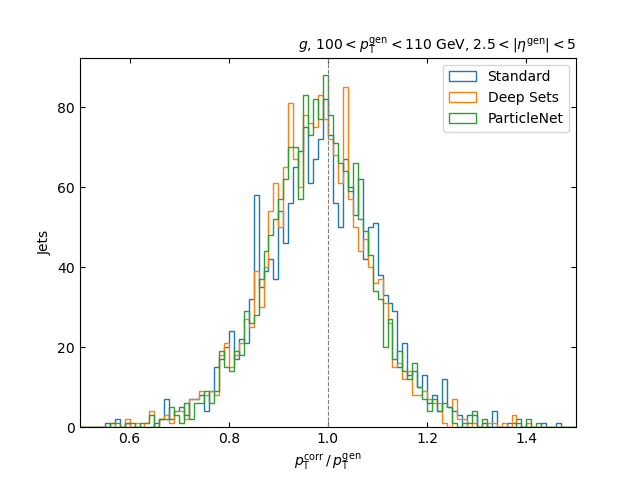 g, 100 < p_T^gen < 110 GeV, 2.5 < |η^gen| < 5
Standard
Deep Sets
ParticleNet
Jets
80
60
40
20
0
0.6 0.8 1.0 1.2 1.4
p_T^corr / p_T^gen